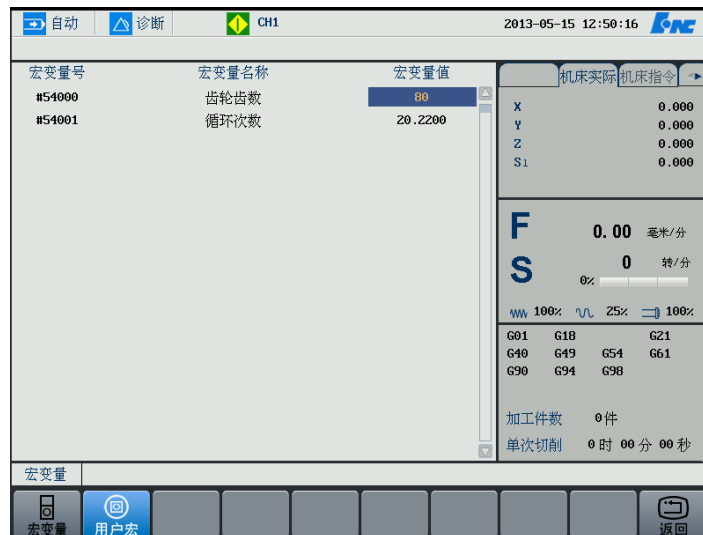 自动 诊断 CH1 2013-05-15 12:50:16 HNC
宏变量号 宏变量名称 宏变量值
#54000 齿轮齿数 80
#54001 循环次数 20.2200
机床实际 机床指令
X 0.000
Y 0.000
Z 0.000
S1 0.000
F 0.00 毫米/分
S 0 转/分
0%
100% 25% 100%
G01 G18 G21
G40 G49 G54 G61
G90 G94 G98
加工件数 0件
单次切削 0时 00分 00秒
宏变量
宏变量 用户宏 返回